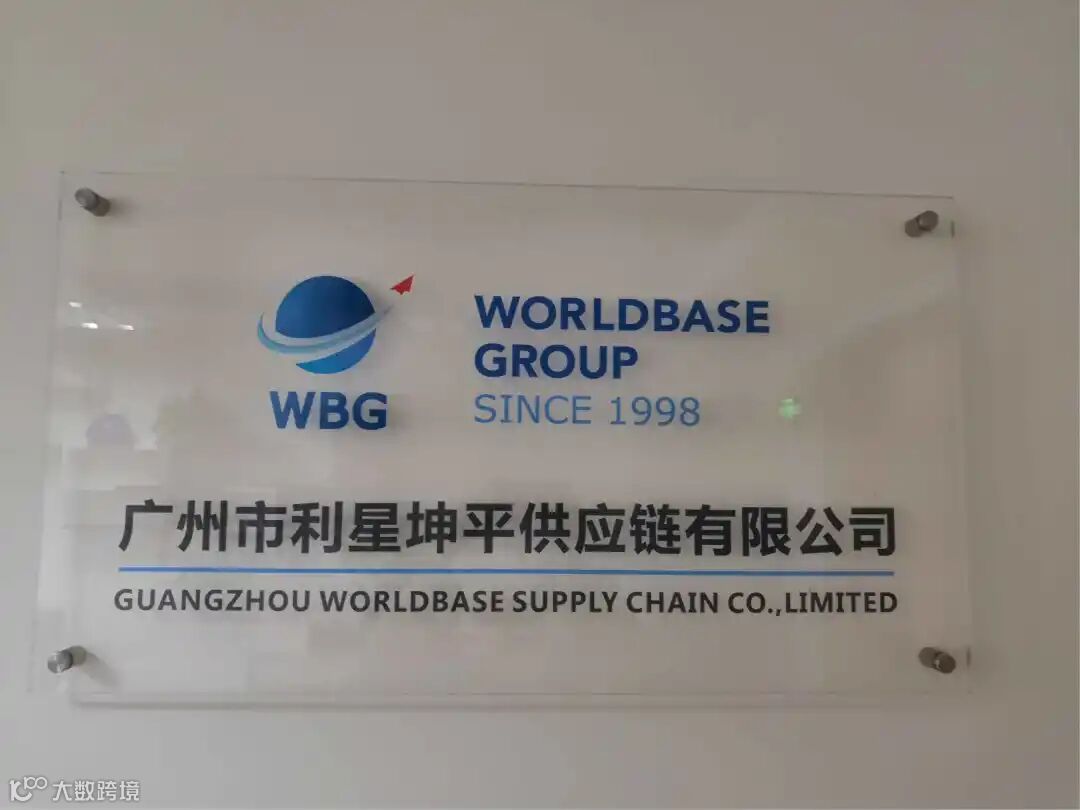 WORLDBASE
GROUP
WBG
SINCE 1998
广州市利星坤平供应链有限公司
GUANGZHOU WORLDBASE SUPPLY CHAIN CO.,LIMITED
大数跨境